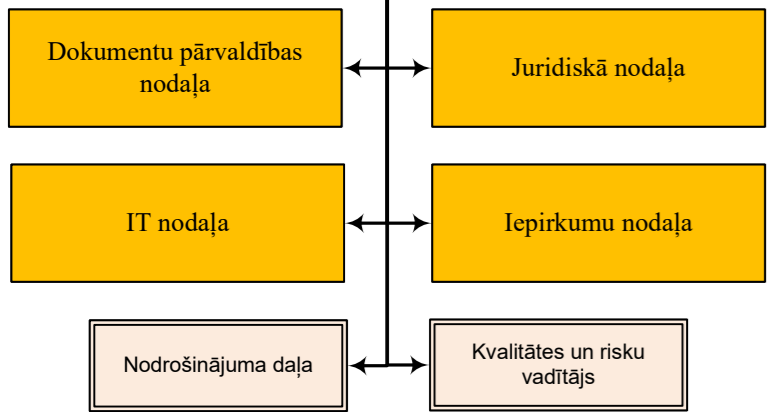 Dokumentu pārvaldības
nodaļa
Juridiskā nodaļa
IT nodaļa
Iepirkumu nodaļa
Nodrošinājuma daļa
Kvalitātes un risku
vadītājs